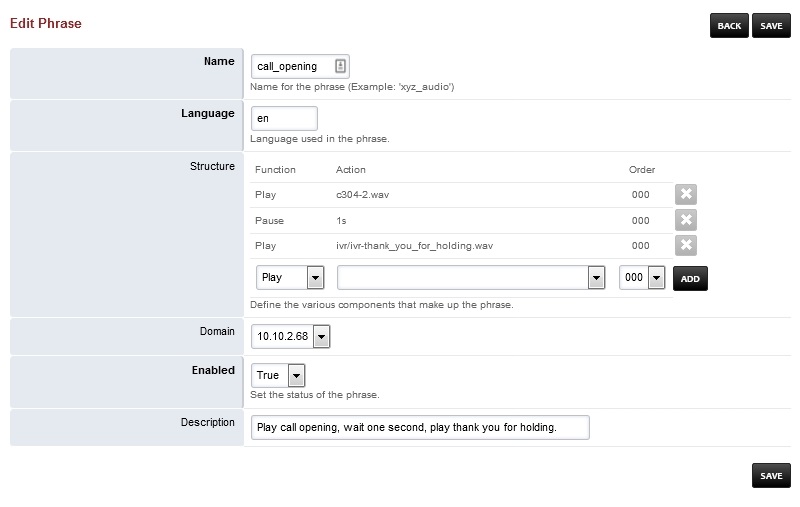 Edit Phrase BACK SAVE
Name call_opening
Name for the phrase (Example: 'xyz_audio')
Language en
Language used in the phrase.
Structure Function Action Order
Play c304-2.wav 000
Pause 1s 000
Play ivr/ivr-thank_you_for_holding.wav 000
Play 000 ADD
Define the various components that make up the phrase.
Domain 10.10.2.68
Enabled True
Set the status of the phrase.
Description Play call opening, wait one second, play thank you for holding.
SAVE